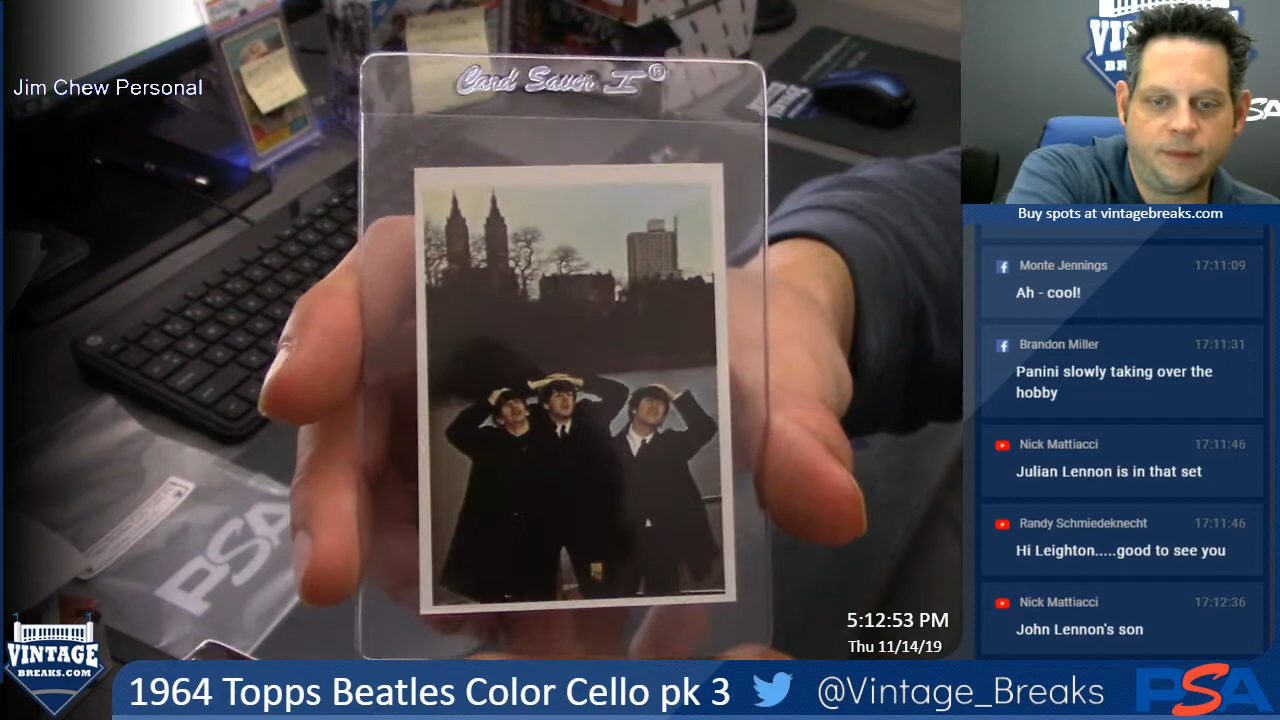 Jim Chew Personal
Card Saver I®
PSA
VINTAGE
BREAKS.COM
5:12:53 PM
Thu 11/14/19
1964 Topps Beatles Color Cello pk 3
@Vintage_Breaks
PSA
Buy spots at vintagebreaks.com
Monte Jennings 17:11:09
Ah - cool!
Brandon Miller 17:11:31
Panini slowly taking over the
hobby
Nick Mattiacci 17:11:46
Julian Lennon is in that set
Randy Schmiedeknecht 17:11:46
Hi Leighton.....good to see you
Nick Mattiacci 17:12:36
John Lennon's son